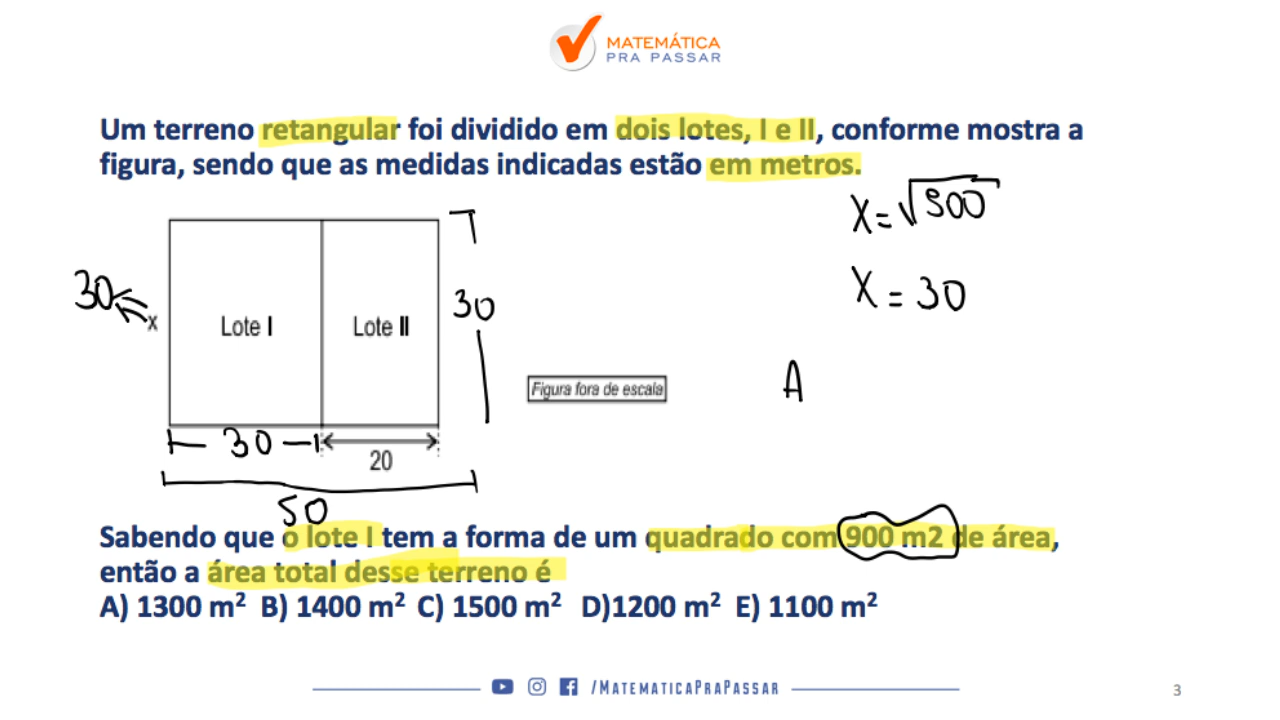 MATEMÁTICA
PRA PASSAR
Um terreno retangular foi dividido em dois lotes, I e II, conforme mostra a
figura, sendo que as medidas indicadas estão em metros.
X = √900
X = 30
30
x
Lote I
Lote II
30
Figura fora de escala
A
30
20
50
Sabendo que o lote I tem a forma de um quadrado com 900 m2 de área,
então a área total desse terreno é
A) 1300 m² B) 1400 m² C) 1500 m² D)1200 m² E) 1100 m²
/MATEMATICAPRAPASSAR
3